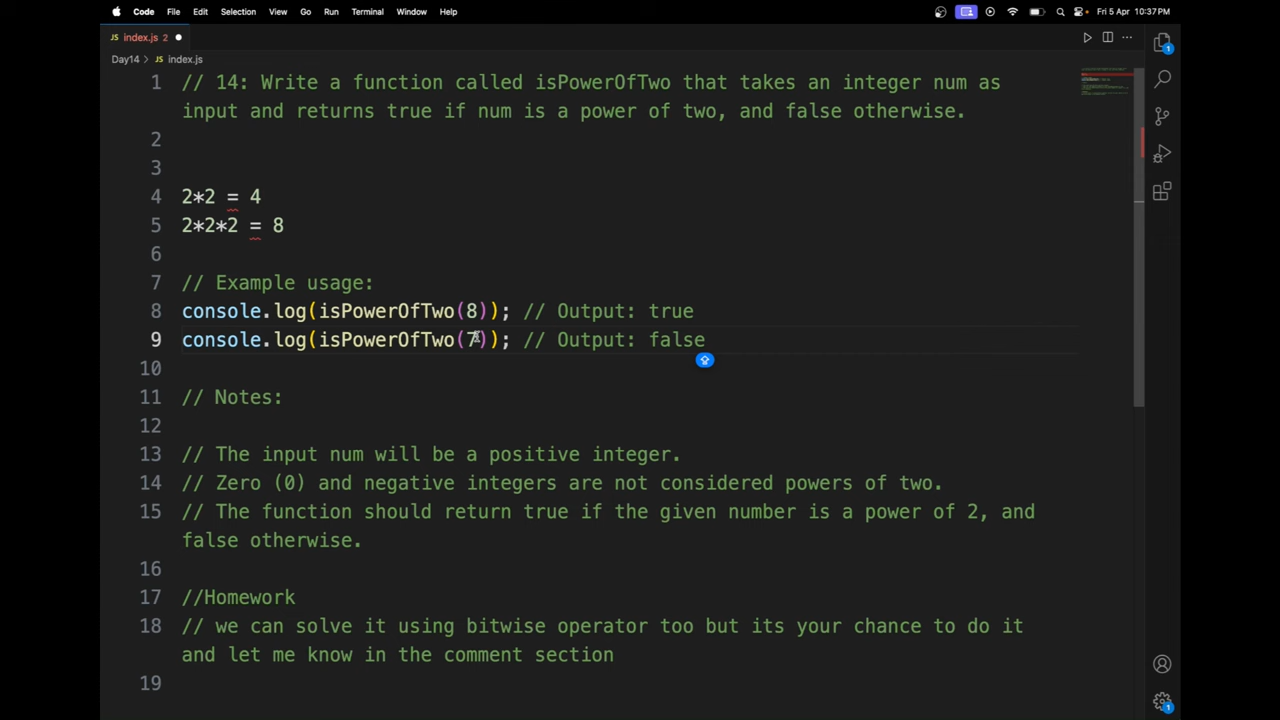 Code File Edit Selection View Go Run Terminal Window Help Fri 5 Apr 10:37 PM
JS index.js 2
Day14 > JS index.js
1 // 14: Write a function called isPowerOfTwo that takes an integer num as
input and returns true if num is a power of two, and false otherwise.
2
3
4 2*2 = 4
5 2*2*2 = 8
6
7 // Example usage:
8 console.log(isPowerOfTwo(8)); // Output: true
9 console.log(isPowerOfTwo(7)); // Output: false
10
11 // Notes:
12
13 // The input num will be a positive integer.
14 // Zero (0) and negative integers are not considered powers of two.
15 // The function should return true if the given number is a power of 2, and
false otherwise.
16
17 //Homework
18 // we can solve it using bitwise operator too but its your chance to do it
and let me know in the comment section
19
1
1